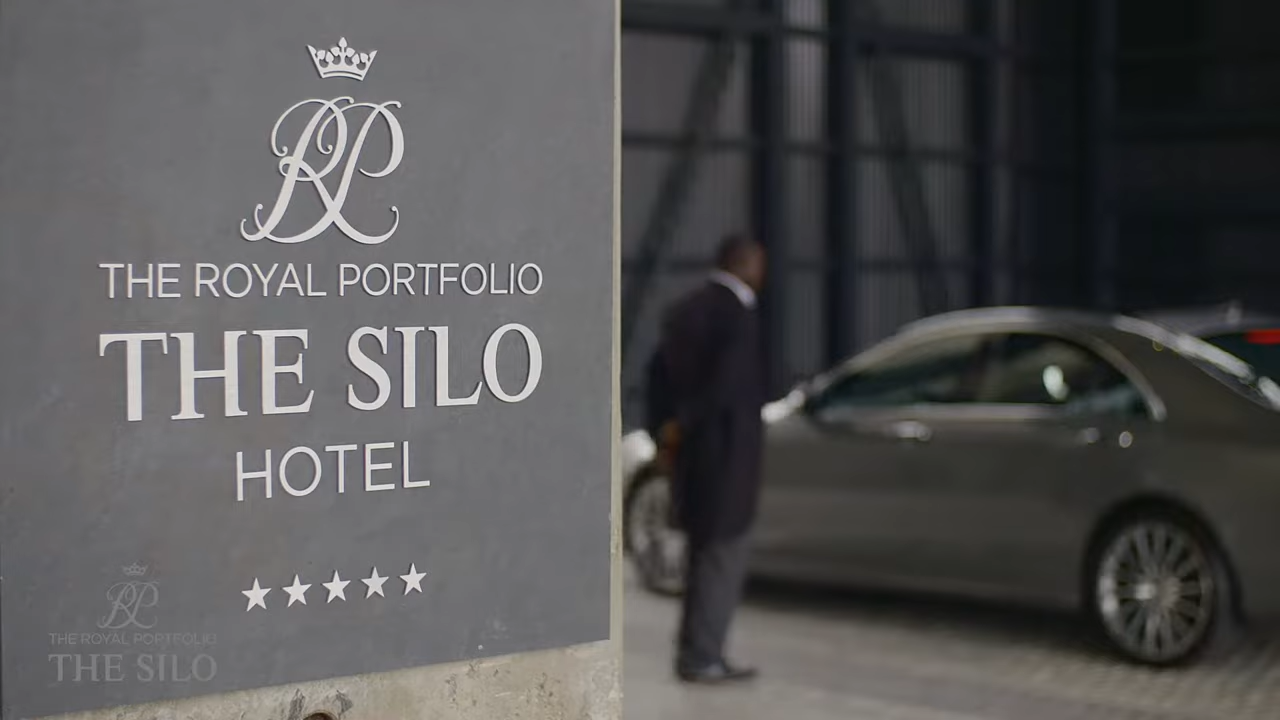 RP
THE ROYAL PORTFOLIO
THE SILO
HOTEL
RP
THE ROYAL PORTFOLIO
THE SILO